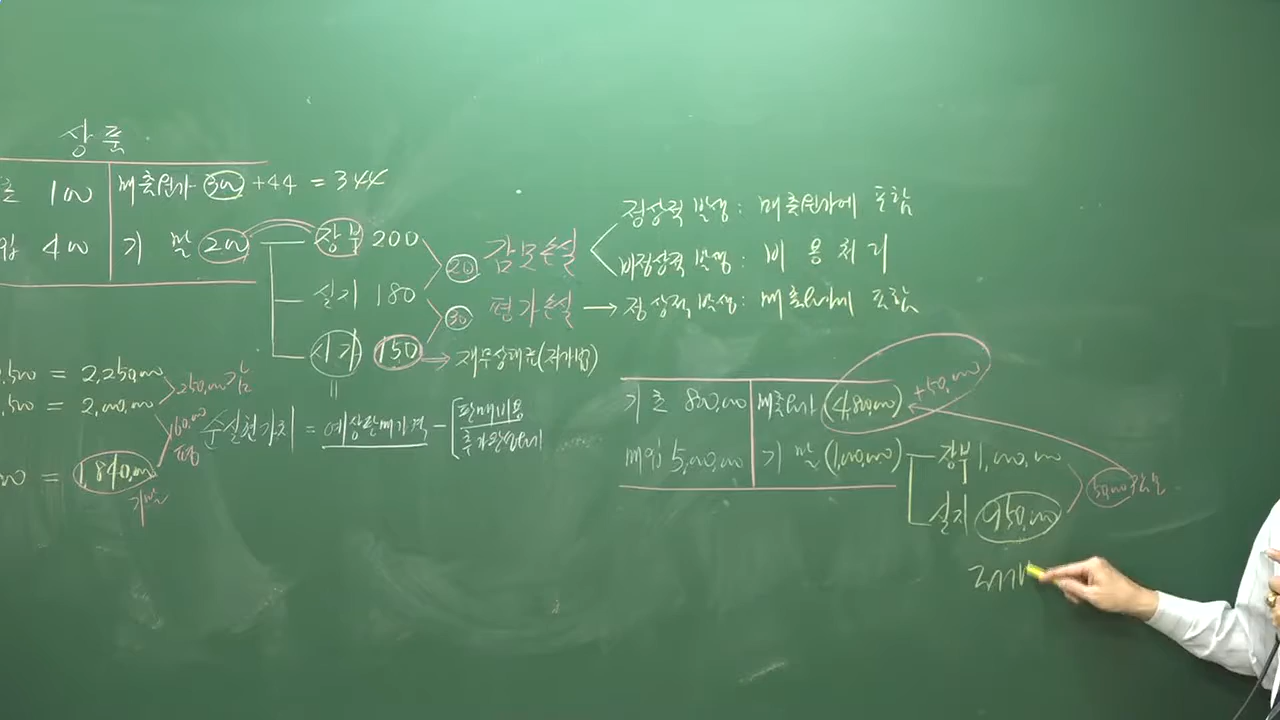 상품
초 100 매출원가 300 +44 = 344
입 400 기말 200 장부 200
실지 180
시가 150 → 재무상태표(저가법)
20 감모손실
정상적 발생: 매출원가에 포함
비정상적 발생: 비용처리
30 평가손실 → 정상적 발생: 매출원가에 포함
,500 = 2,250,000
,500 = 2,000,000
250,000 감모
160,000 평가
00 = 1,840,000
기말
순실현가치 = 예상판매가격 - 판매비용
추가완성원가
기초 800,000 매출원가 (4,800,000) +50,000
매입 5,000,000 기말 (1,000,000) 장부 1,000,000
실지 950,000
50,000 감모